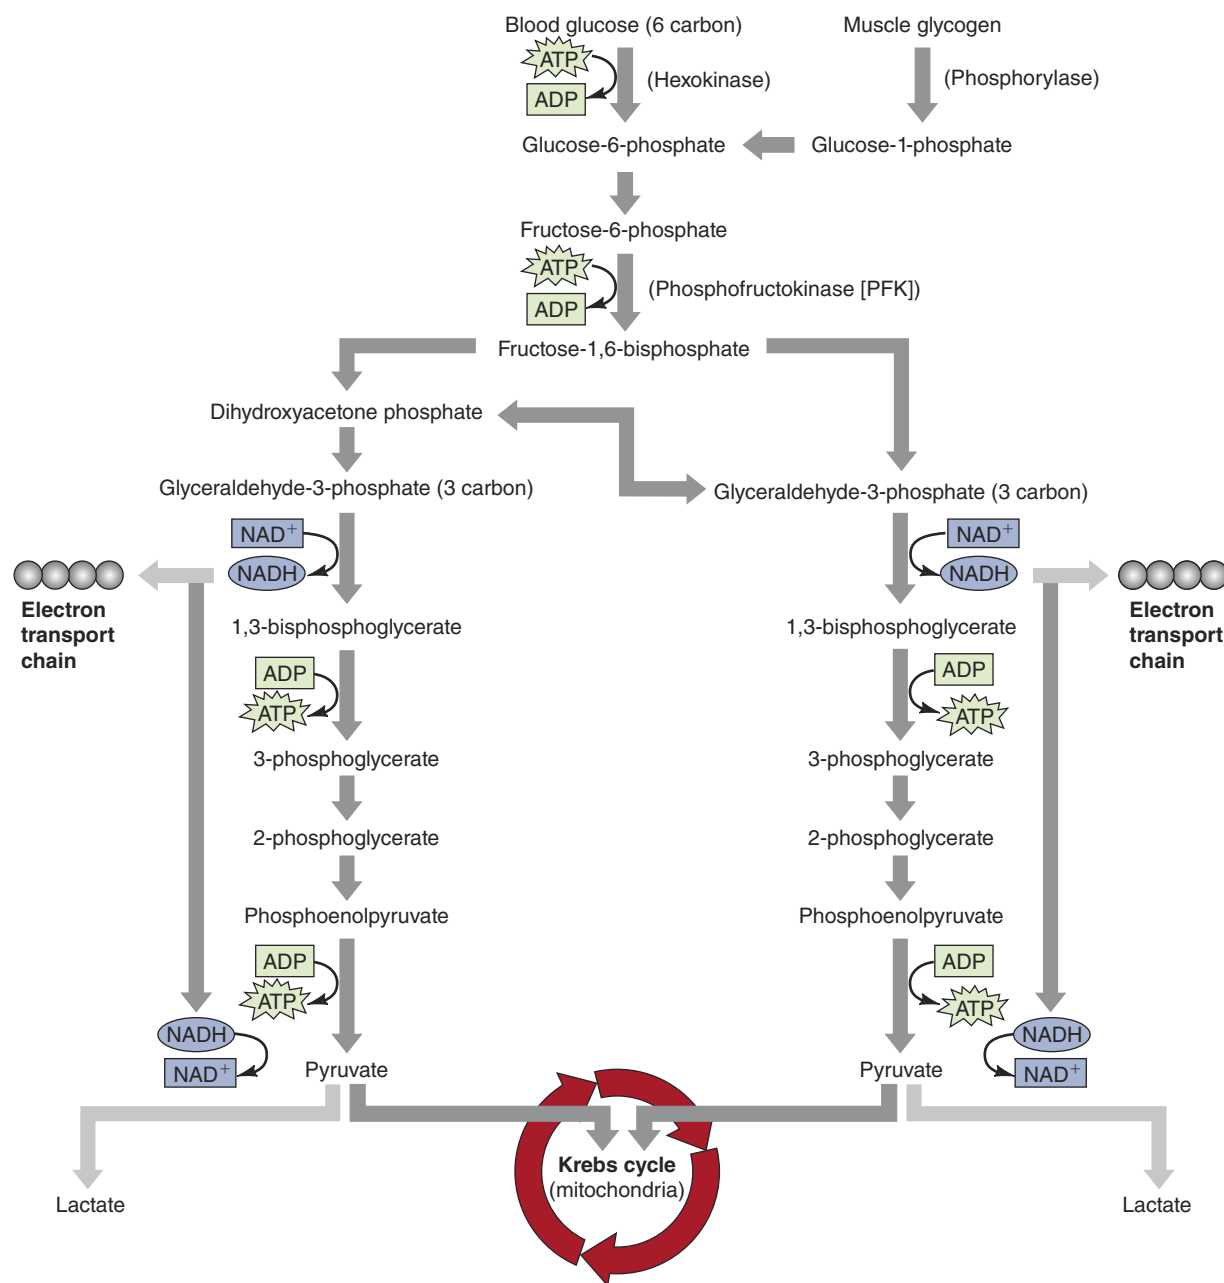 Blood glucose (6 carbon)
Muscle glycogen
ATP
ADP
(Hexokinase)
(Phosphorylase)
Glucose-6-phosphate
Glucose-1-phosphate
Fructose-6-phosphate
ATP
ADP
(Phosphofructokinase [PFK])
Fructose-1,6-bisphosphate
Dihydroxyacetone phosphate
Glyceraldehyde-3-phosphate (3 carbon)
Glyceraldehyde-3-phosphate (3 carbon)
NAD+
NADH
NAD+
NADH
Electron
transport
chain
Electron
transport
chain
1,3-bisphosphoglycerate
1,3-bisphosphoglycerate
ADP
ATP
ADP
ATP
3-phosphoglycerate
3-phosphoglycerate
2-phosphoglycerate
2-phosphoglycerate
Phosphoenolpyruvate
Phosphoenolpyruvate
ADP
ATP
ADP
ATP
NADH
NAD+
NADH
NAD+
Pyruvate
Pyruvate
Krebs cycle
(mitochondria)
Lactate
Lactate